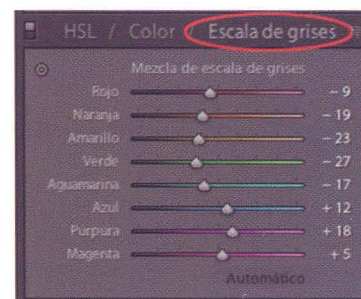 HSL / Color / Escala de grises
Mezcla de escala de grises
Rojo - 9
Naranja - 19
Amarillo - 23
Verde - 27
Aguamarina - 17
Azul + 12
Púrpura + 18
Magenta + 5
Automático